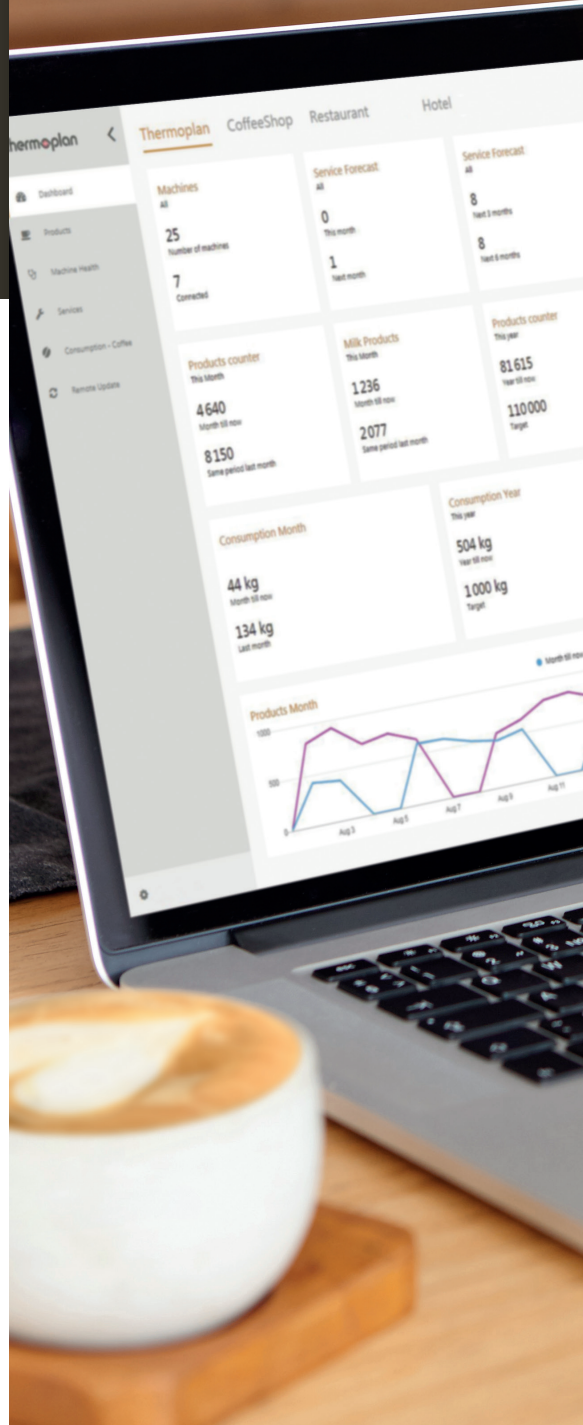 hermoplan
Thermoplan CoffeeShop Restaurant Hotel
Dashboard
Products
Machine Health
Services
Consumption - Coffee
Remote Update
Machines
All
25
Number of machines
7
Connected
Service Forecast
All
0
This month
1
Next month
Service Forecast
All
8
Next 3 months
8
Next 6 months
Products counter
This Month
4640
Month till now
8150
Same period last month
Milk Products
This Month
1236
Month till now
2077
Same period last month
Products counter
This year
81615
Year till now
110000
Target
Consumption Month
44 kg
Month till now
134 kg
Last month
Consumption Year
This year
504 kg
Year till now
1000 kg
Target
Products Month
Month till now
1000
500
0
Aug 3 Aug 5 Aug 7 Aug 9 Aug 11
esc